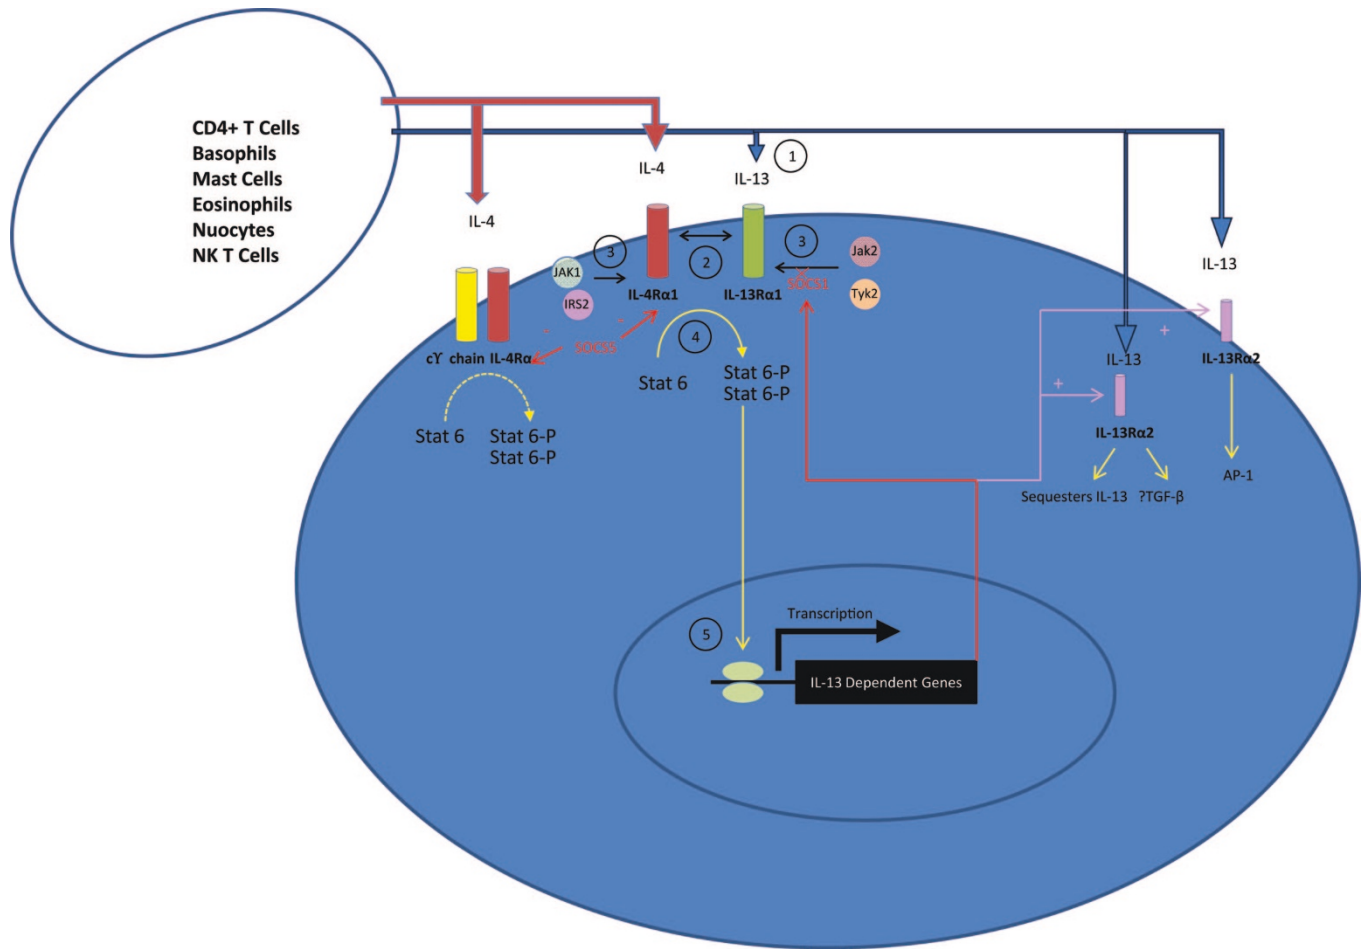 CD4+ T Cells
Basophils
Mast Cells
Eosinophils
Nuocytes
NK T Cells
IL-4
IL-4
IL-13
1
IL-13
IL-13
JAK1
3
IRS2
2
3
Jak2
SOCS1
Tyk2
IL-4Rα1
IL-13Rα1
cϒ chain IL-4Rα
-
-
SOCS5
4
Stat 6
Stat 6-P
Stat 6-P
Stat 6
Stat 6-P
Stat 6-P
+
IL-13Rα2
+
IL-13Rα2
AP-1
Sequesters IL-13
?TGF-β
5
Transcription
IL-13 Dependent Genes